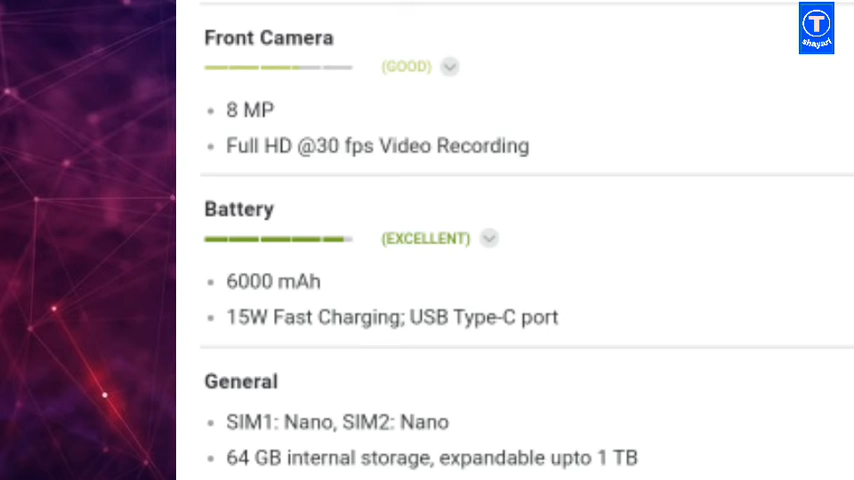 T
shayari
Front Camera
(GOOD)
• 8 MP
• Full HD @30 fps Video Recording
Battery
(EXCELLENT)
• 6000 mAh
• 15W Fast Charging; USB Type-C port
General
• SIM1: Nano, SIM2: Nano
• 64 GB internal storage, expandable upto 1 TB